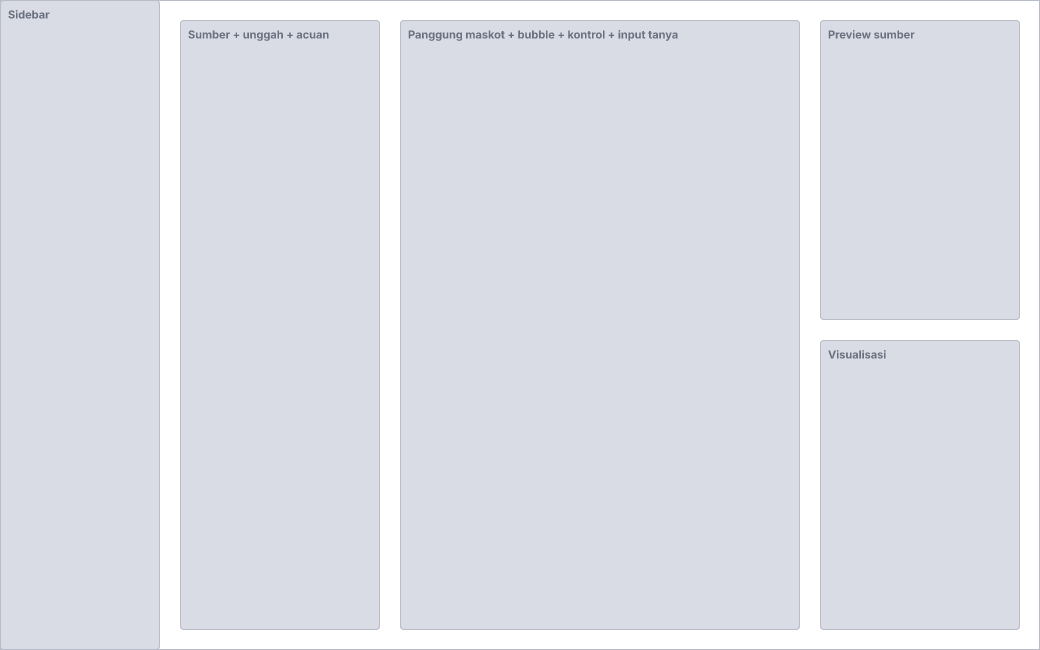 Sidebar
Sumber + unggah + acuan
Panggung maskot + bubble + kontrol + input tanya
Preview sumber
Visualisasi